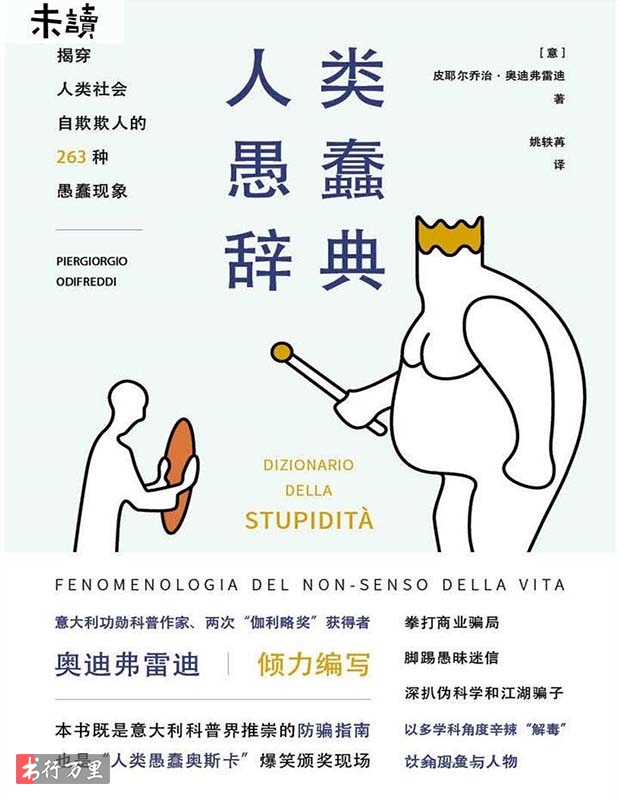 未讀
揭穿
人类社会
自欺欺人的
263 种
愚蠢现象
PIERGIORGIO
ODIFREDDI
人类
愚蠢
辞典
[ 意 ]
皮耶尔乔治·奥迪弗雷迪
著
姚轶苒
译
DIZIONARIO
DELLA
STUPIDITÀ
FENOMENOLOGIA DEL NON-SENSO DELLA VITA
意大利功勋科普作家、两次“伽利略奖”获得者
奥迪弗雷迪 | 倾力编写
本书既是意大利科普界推崇的防骗指南
也是“人类愚蠢奥斯卡”爆笑颁奖现场
拳打商业骗局
脚踢愚昧迷信
深扒伪科学和江湖骗子
以多学科角度辛辣“解毒”
现象与人物
书行万里